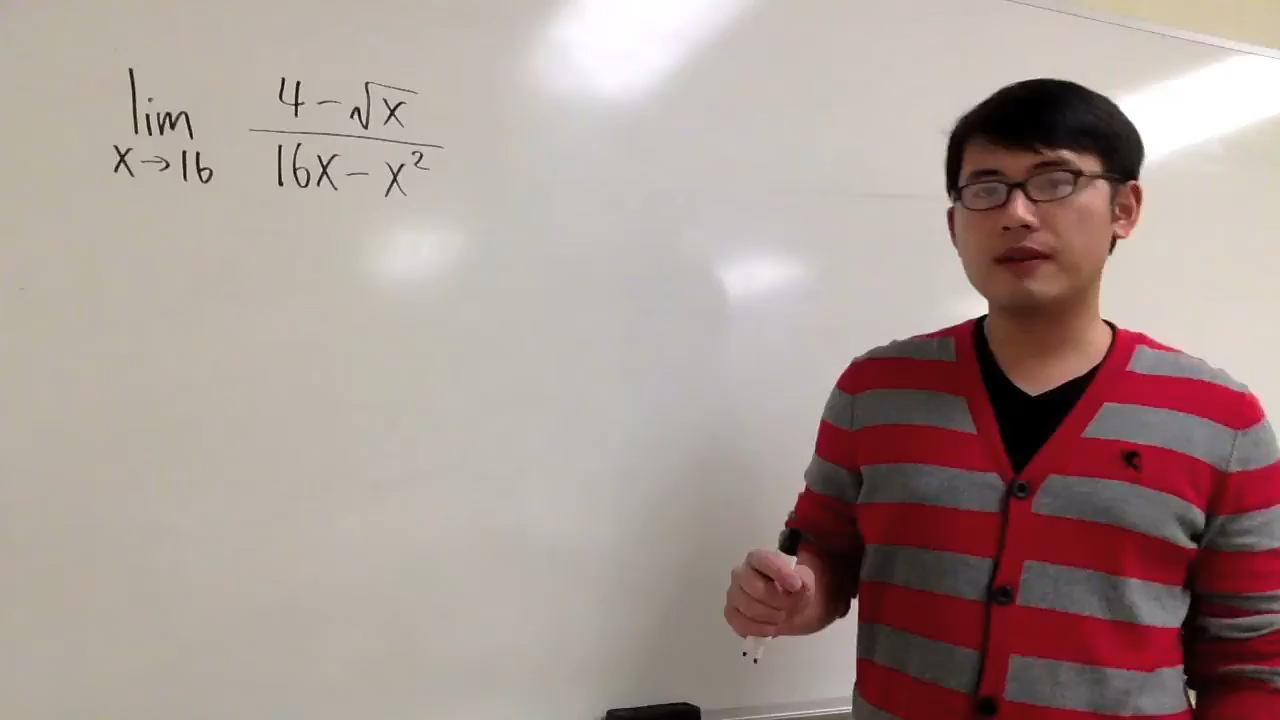 lim 4 - √x
x→16 16x - x²